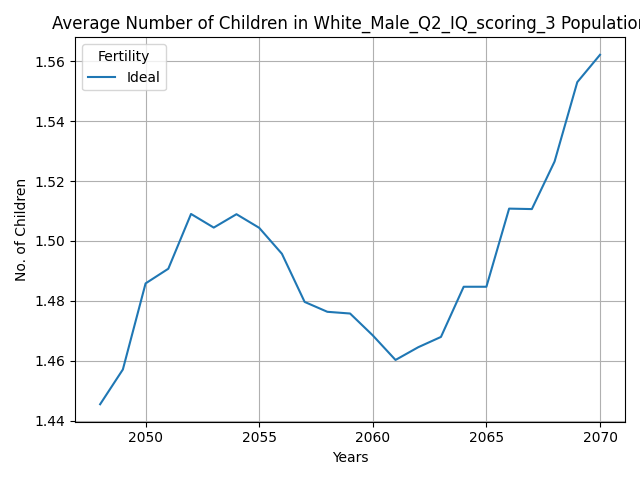 Average Number of Children in White_Male_Q2_IQ_scoring_3 Population
Fertility
Ideal
1.56
1.54
1.52
1.50
1.48
1.46
1.44
No. of Children
2050 2055 2060 2065 2070
Years